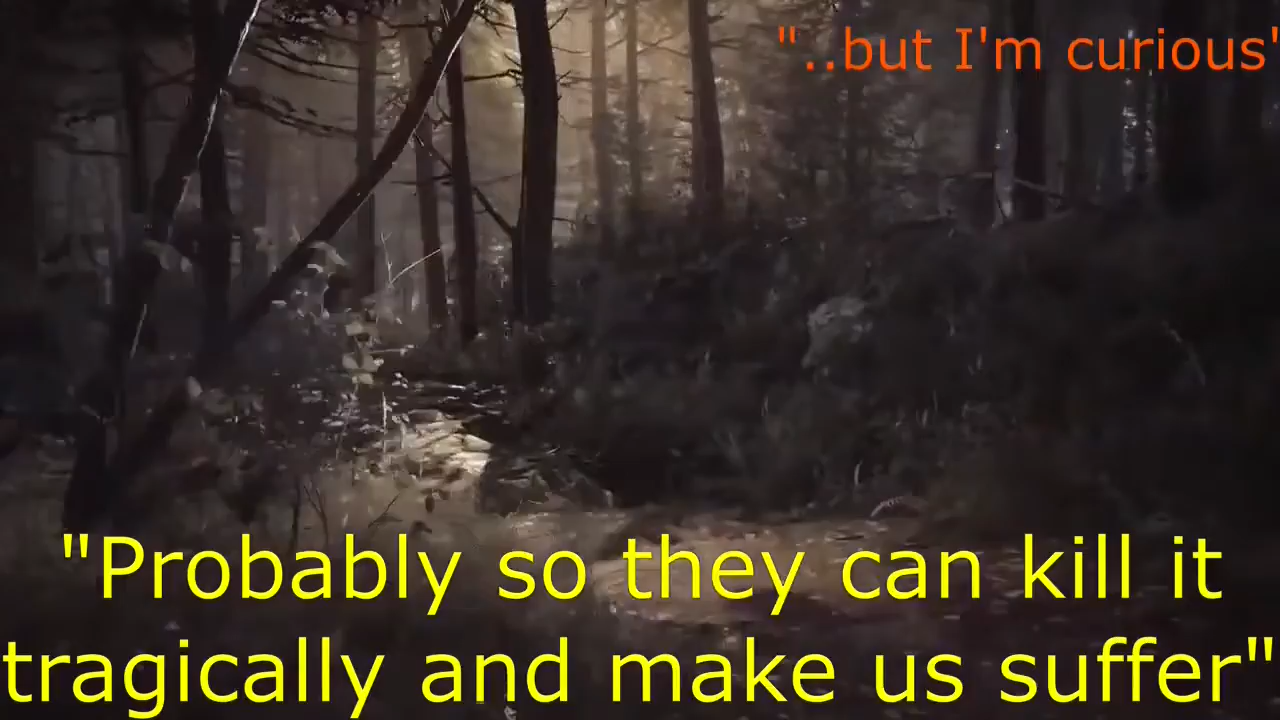 "..but I'm curious"
"Probably so they can kill it
tragically and make us suffer"